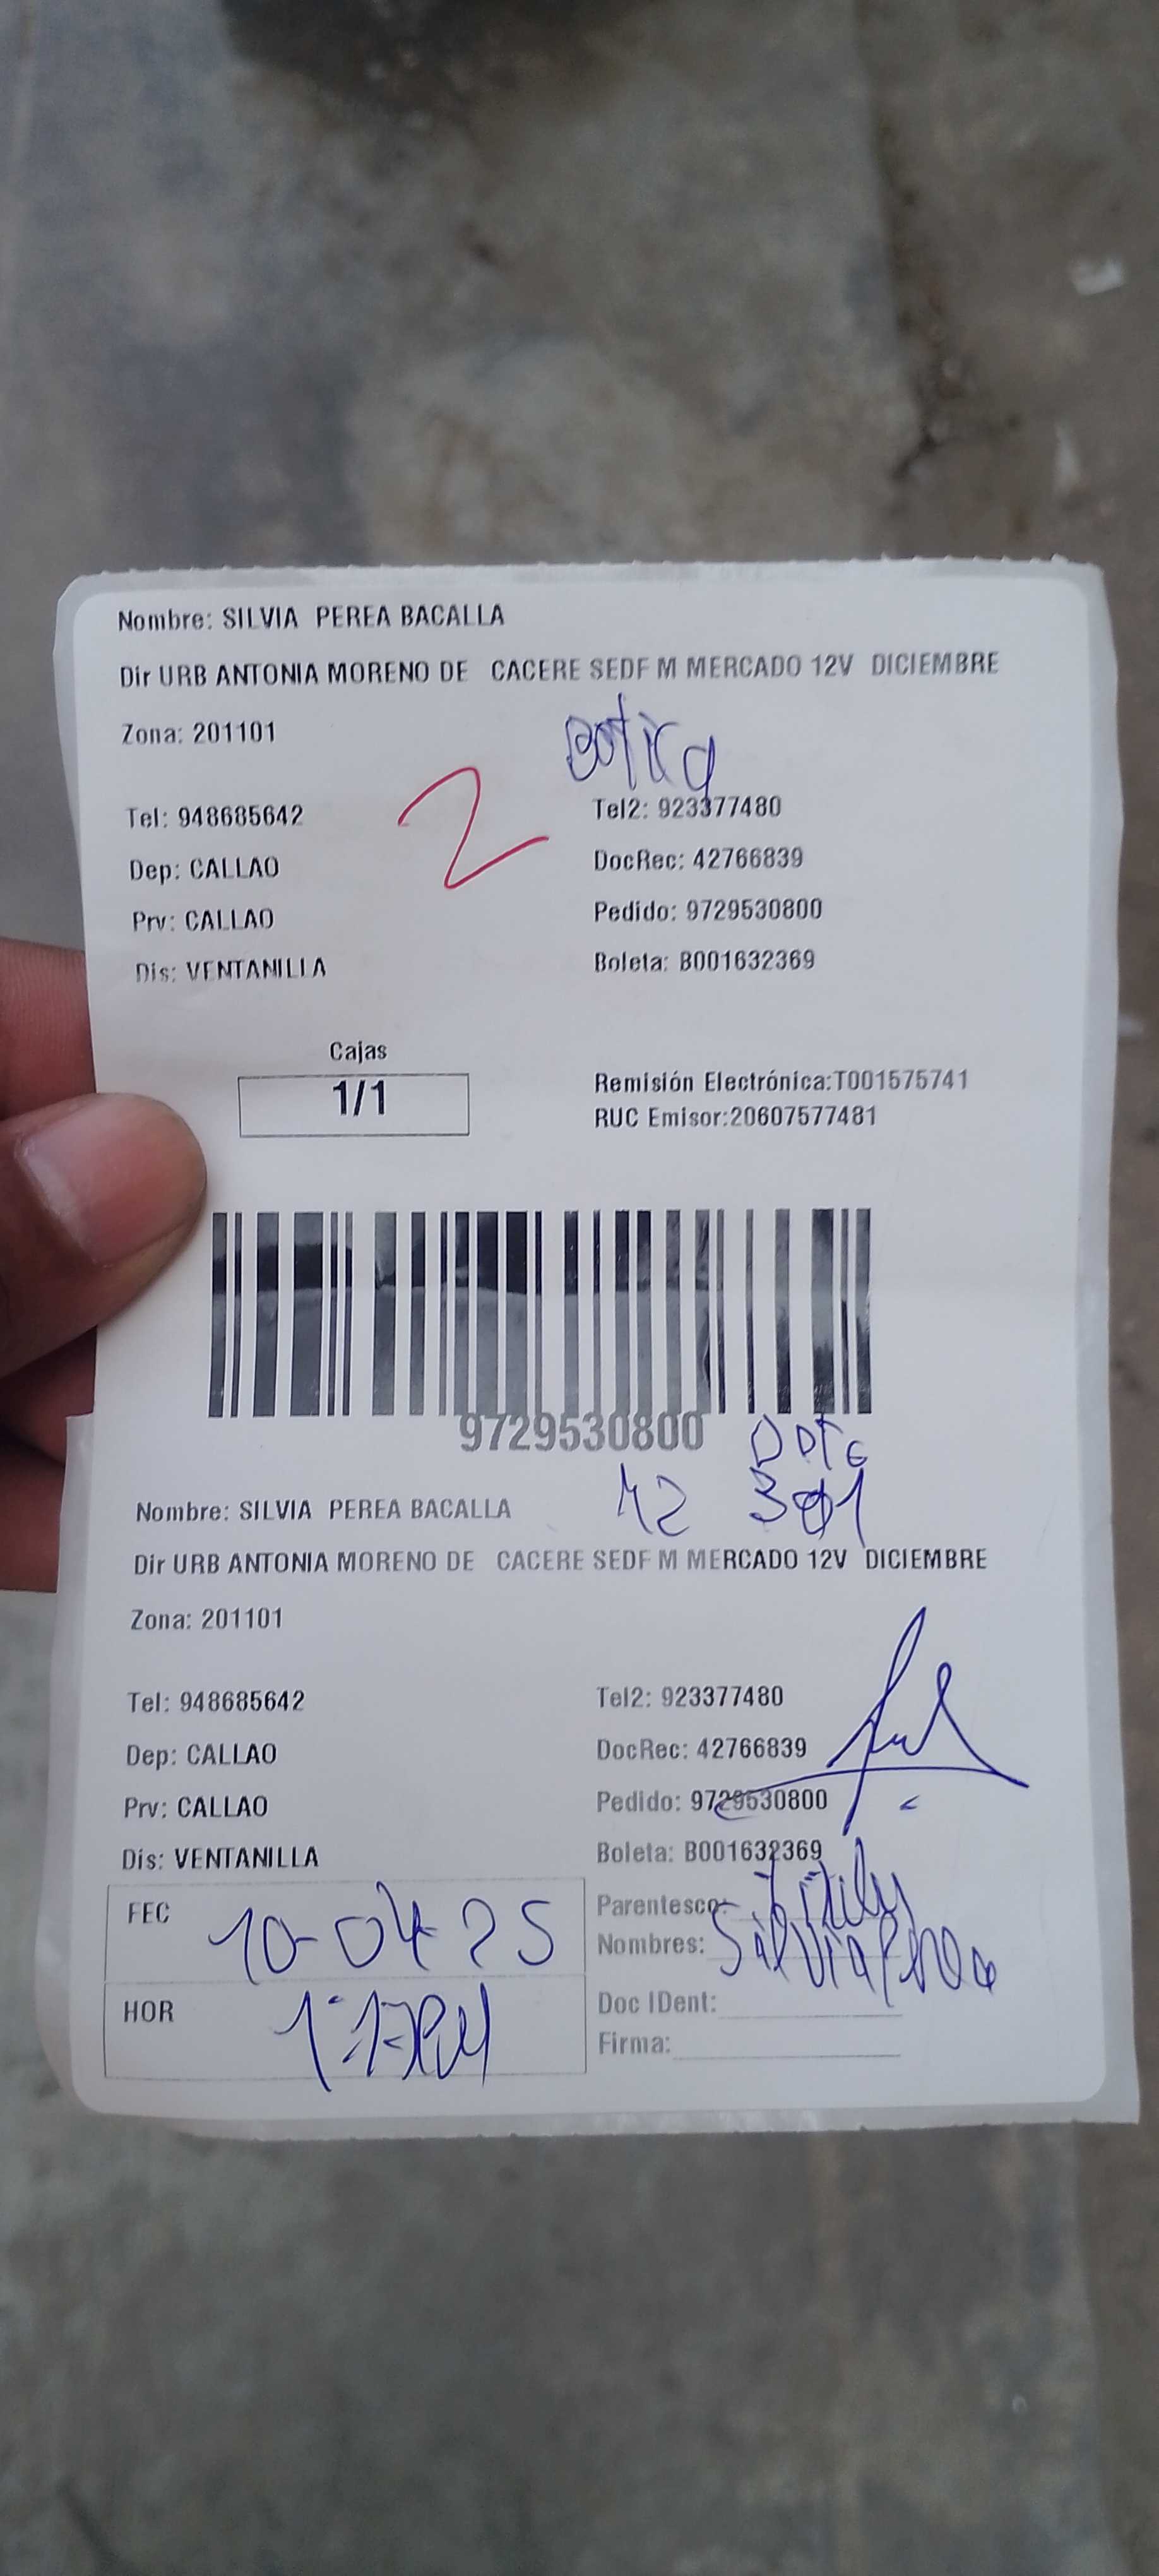 Nombre: SILVIA PEREA BACALLA
Dir URB ANTONIA MORENO DE CACERE SEDF M MERCADO 12V DICIEMBRE
Zona: 201101
Botica
2
Tel: 948685642 Tel2: 923377480
Dep: CALLAO DocRec: 42766839
Prv: CALLAO Pedido: 9729530800
Dis: VENTANILLA Boleta: B001632369
Cajas
1/1
Remisión Electrónica:T001575741
RUC Emisor:20607577481
9729530800
Nombre: SILVIA PEREA BACALLA
Dir URB ANTONIA MORENO DE CACERE SEDF M MERCADO 12V DICIEMBRE
Zona: 201101
Tel: 948685642 Tel2: 923377480
Dep: CALLAO DocRec: 42766839
Prv: CALLAO Pedido: 9729530800
Dis: VENTANILLA Boleta: B001632369
FEC 10-04-25
Parentesco:
Nombres: Silvia Perea
HOR
Doc IDent:
Firma: